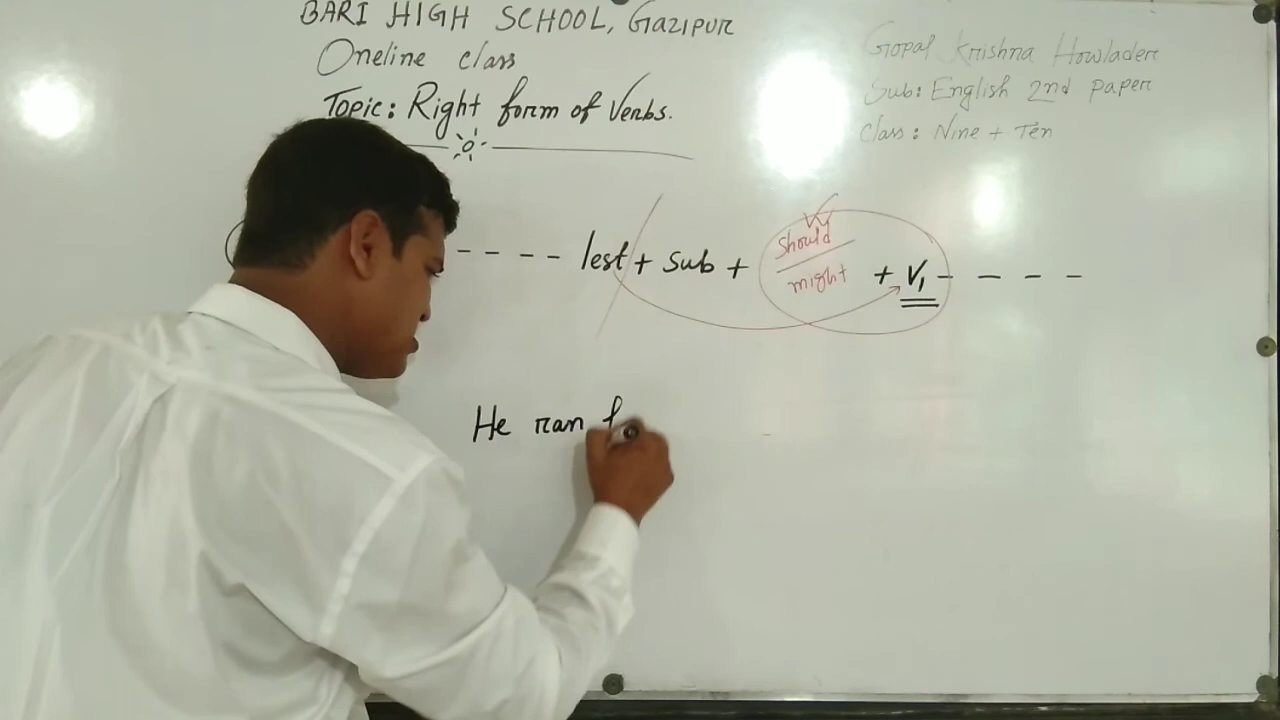 BARI HIGH SCHOOL, Gazipur
Oneline class
Topic: Right form of Verbs.
Gopal Krishna Howlader
Sub: English 2nd paper
Class: Nine + Ten
- - - - lest + sub + should / might + V1 - - - -
He ran f